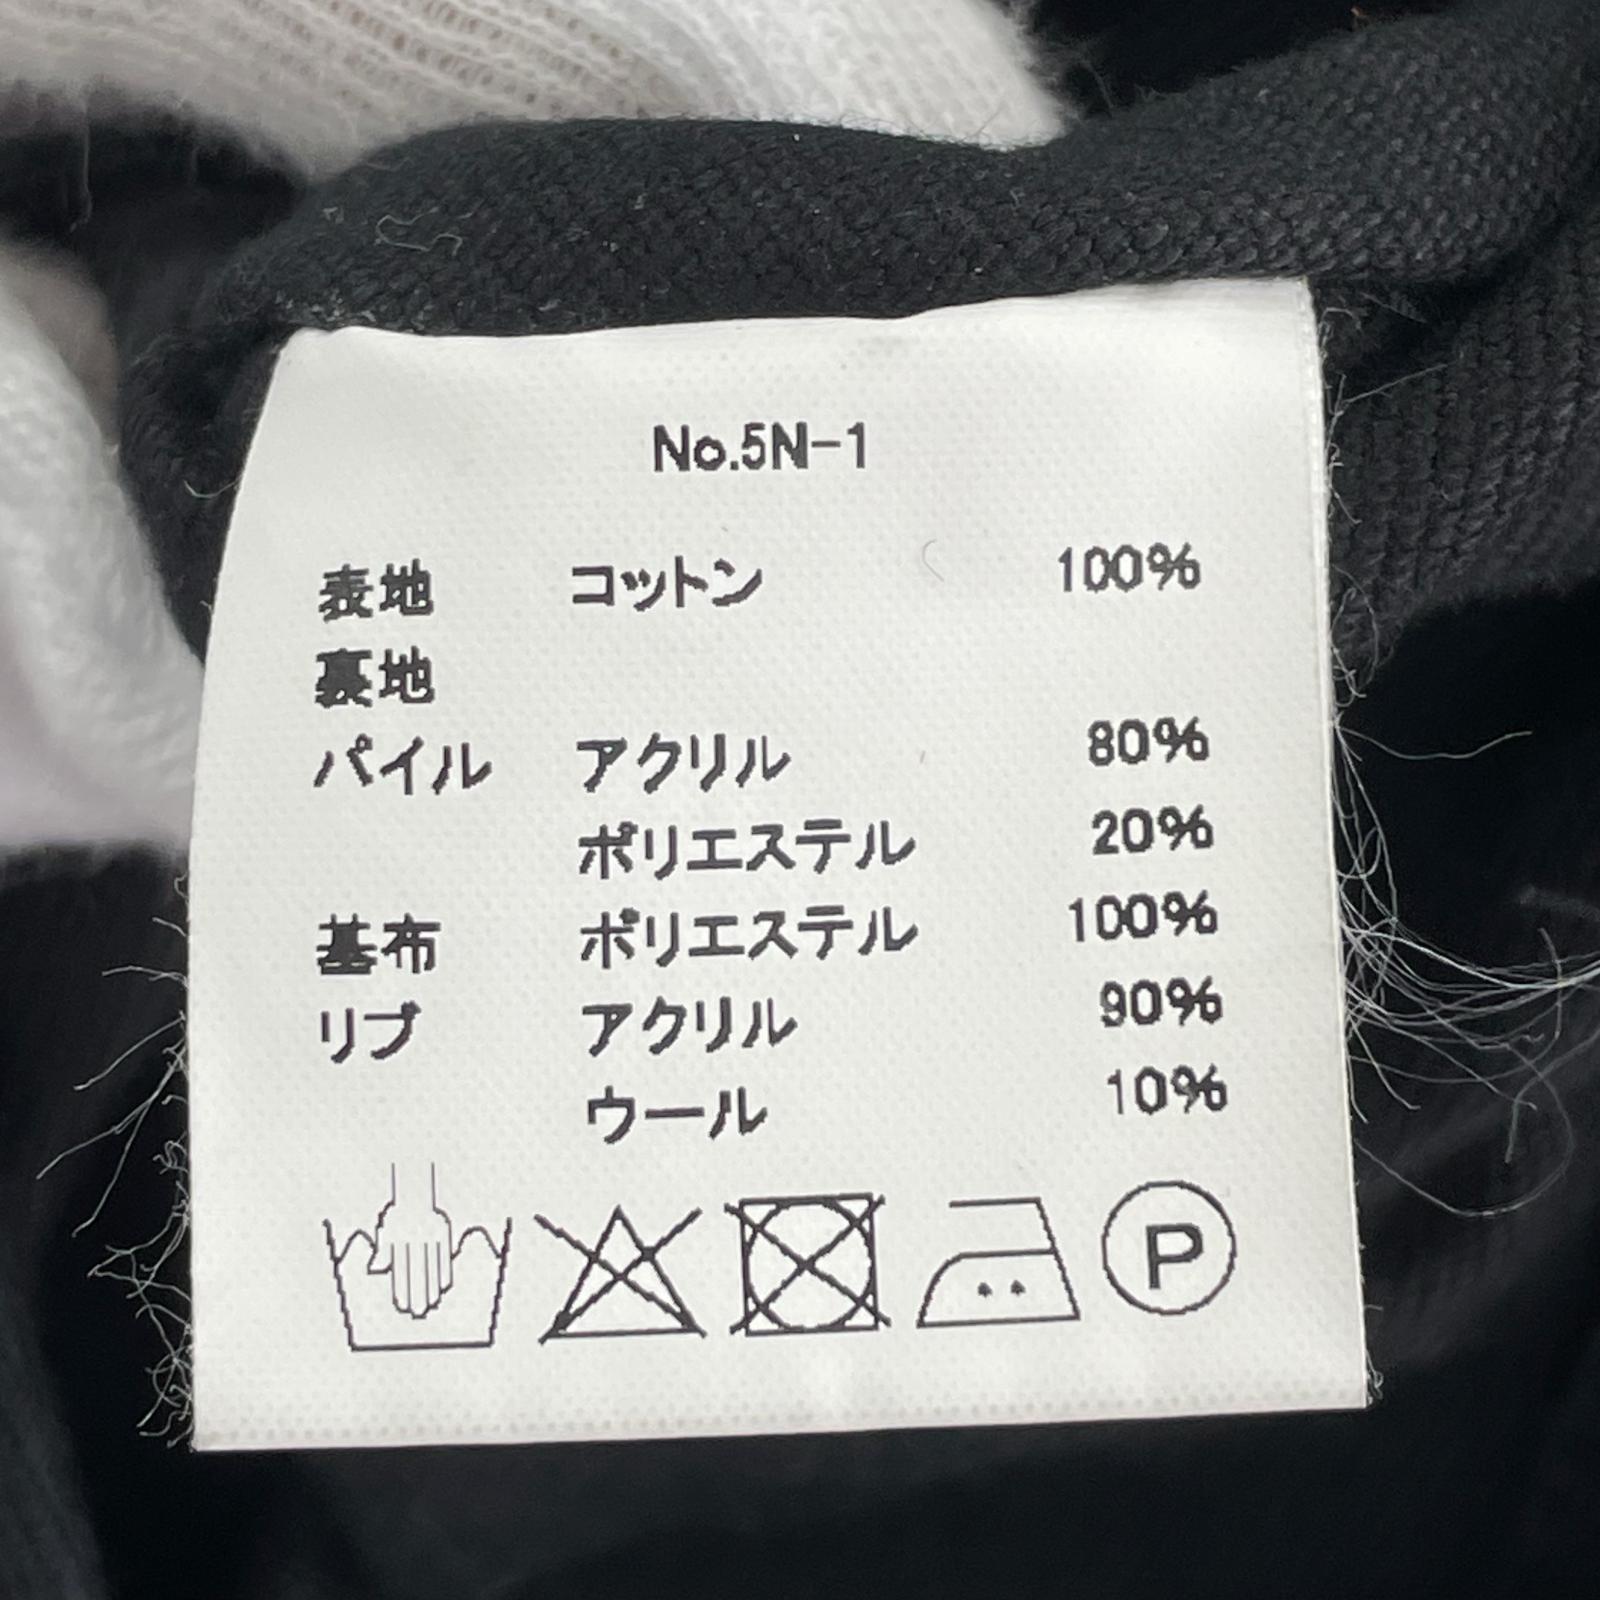 No.5N-1
表地 コットン 100%
裏地
パイル アクリル 80%
ポリエステル 20%
基布 ポリエステル 100%
リブ アクリル 90%
ウール 10%
P